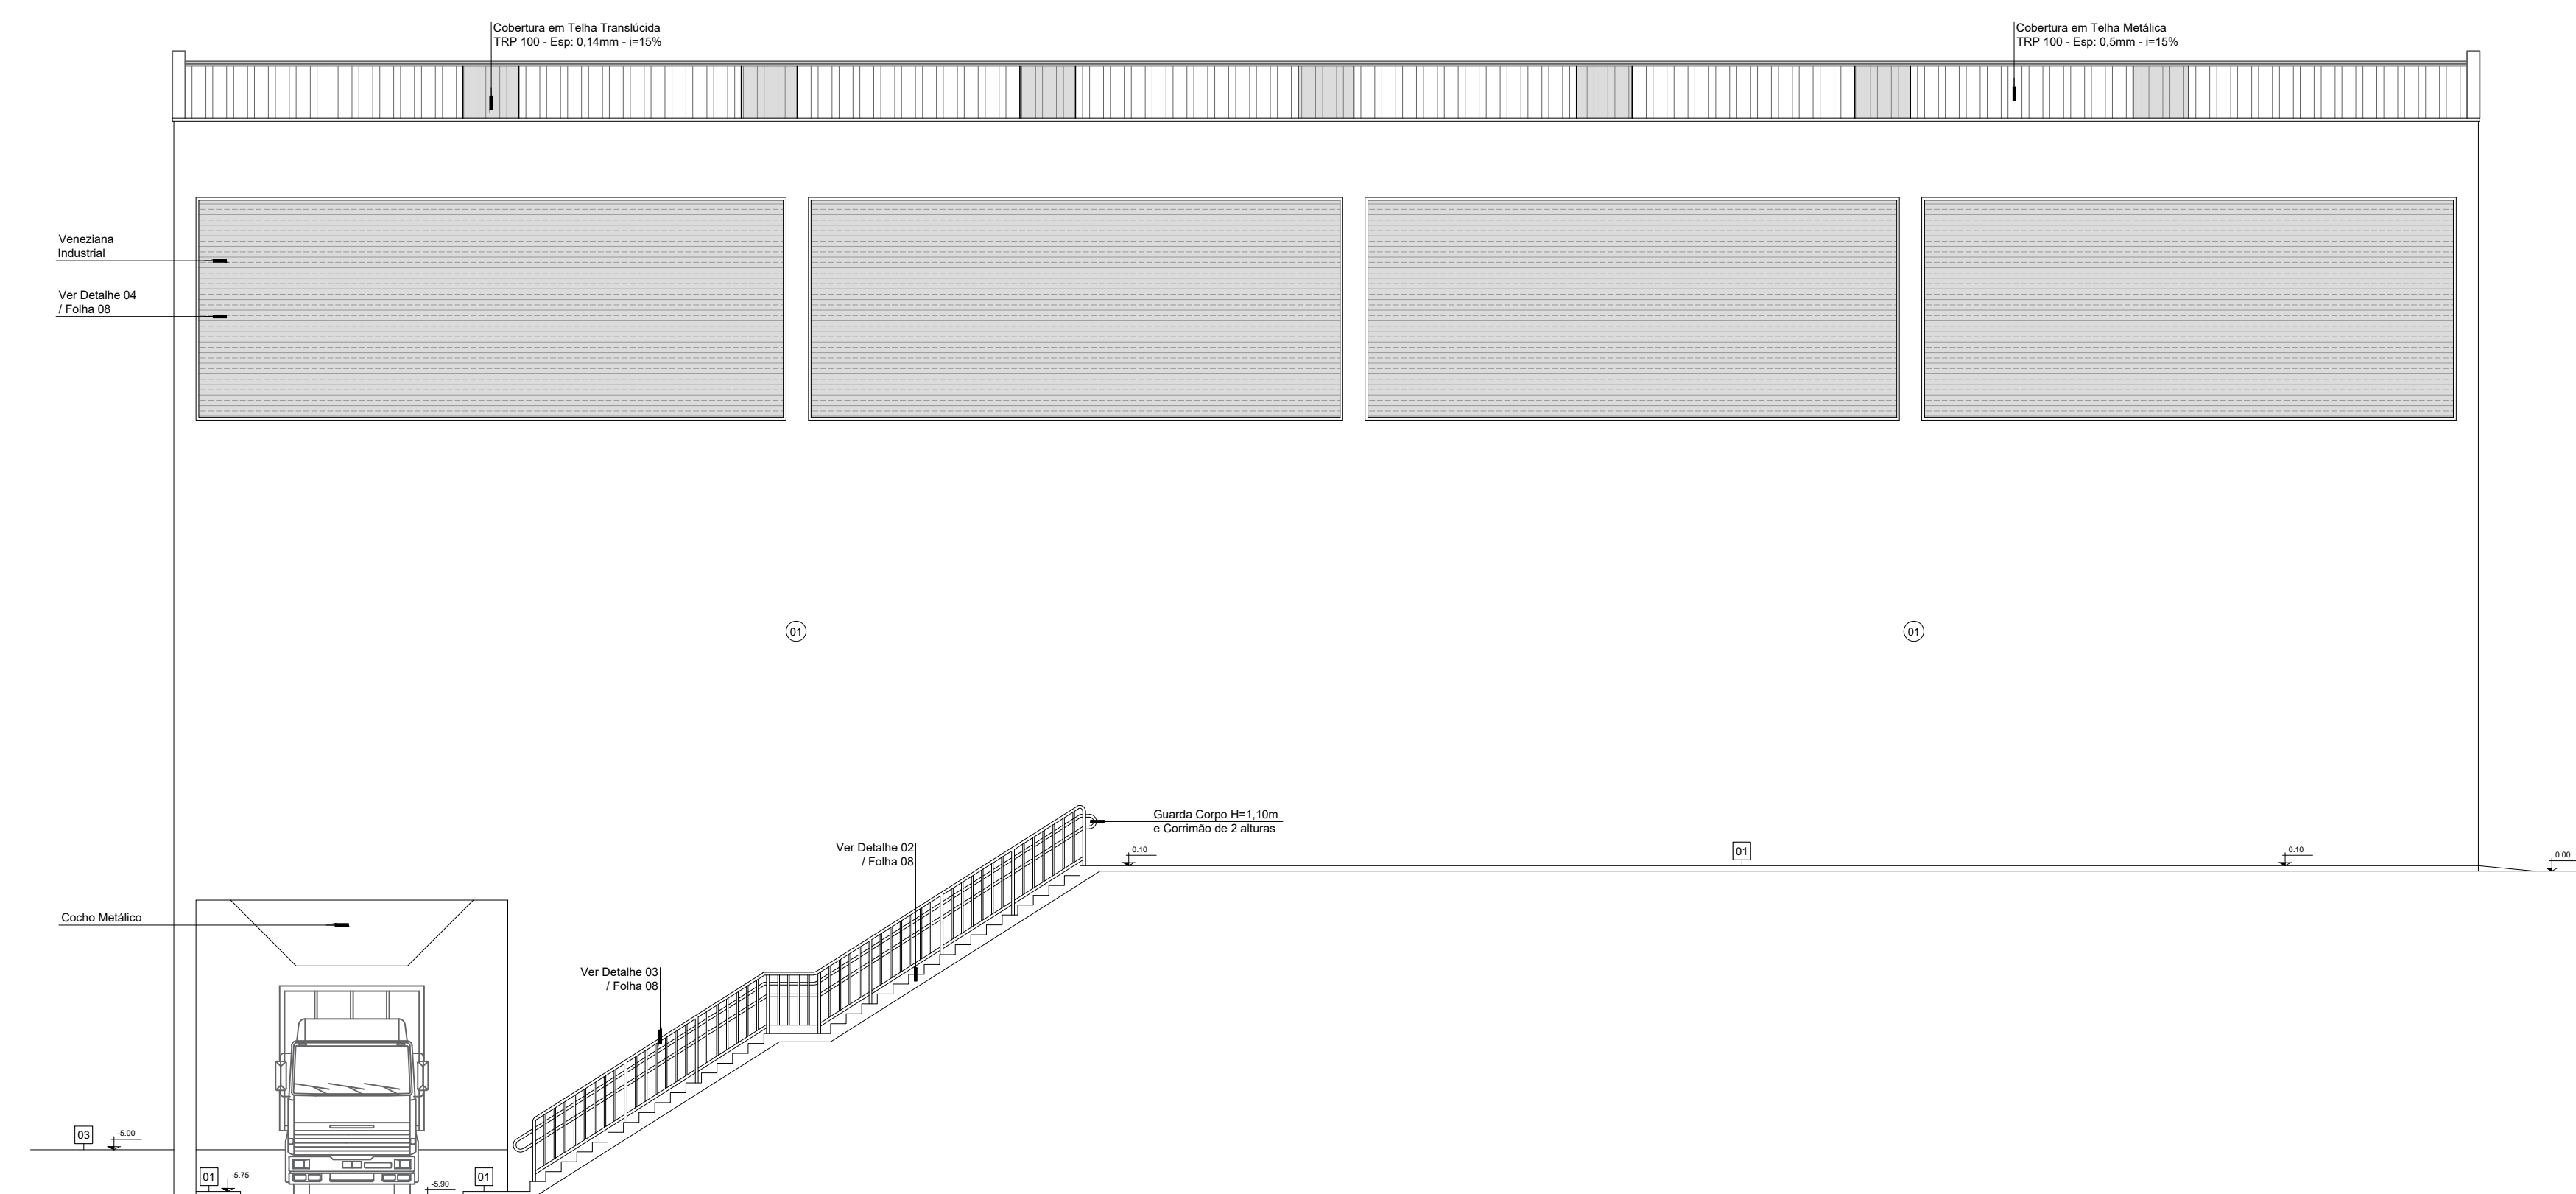 Cobertura em Telha Translúcida
TRP 100 - Esp: 0,14mm - i=15%
Cobertura em Telha Metálica
TRP 100 - Esp: 0,5mm - i=15%
Veneziana
Industrial
Ver Detalhe 04
/ Folha 08
01
01
Guarda Corpo H=1,10m
e Corrimão de 2 alturas
Ver Detalhe 02
/ Folha 08
0.10
01
0.10
0.00
Cocho Metálico
Ver Detalhe 03
/ Folha 08
03
-5.00
01
-5.75
-5.90
01